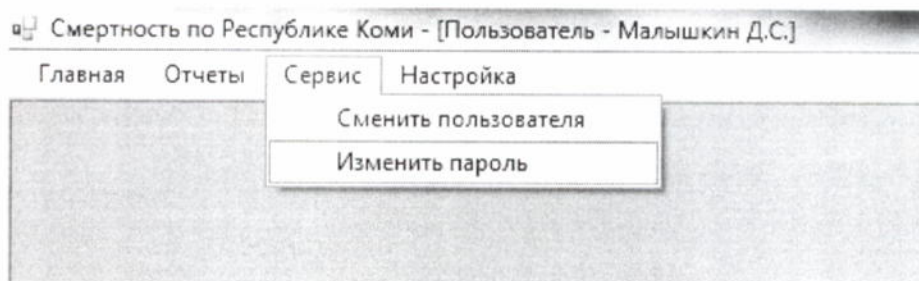 Смертность по Республике Коми - [Пользователь - Малышкин Д.С.]
Главная Отчеты Сервис Настройка
Сменить пользователя
Изменить пароль